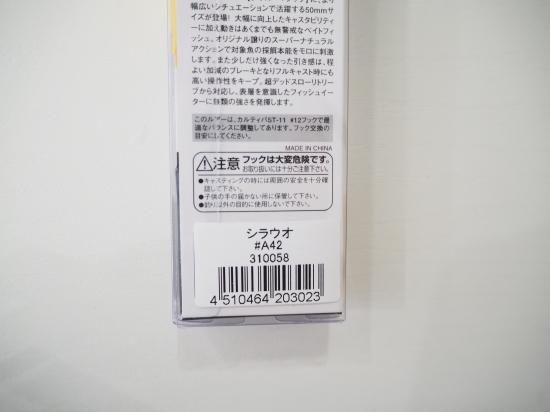 幅広いシチュエーションで活躍する50mmサ
イズが登場!大幅に向上したキャスタビリティ
ーに加え動きはあくまでも無警戒なベイトフ
ィッシュ。オリジナル譲りのスーパーナチュラル
アクションで対象魚の採餌本能をモロに刺激
します。また少しだけ強くなった引き感は、程
よい加減のブレーキとなりフルキャスト時にも
高い操作性をキープ。超デッドスローリトリ
ーブから対応し、表層を意識したフィッシュイー
ターに無類の強さを発揮します。
このルアーは、カルティバST-11 #12フックで最
適なバランスに調整してあります。フック交換の
目安にしてください。
MADE IN CHINA
注意 フックは大変危険です。
お取り扱いには十分ご注意下さい。
●キャスティングの時には周囲の安全を十分確
認して下さい。
●子供の手の届かない所に保管して下さい。
●釣り以外の目的に使用しないで下さい。
シラウオ
#A42
310058
4 510464 203023